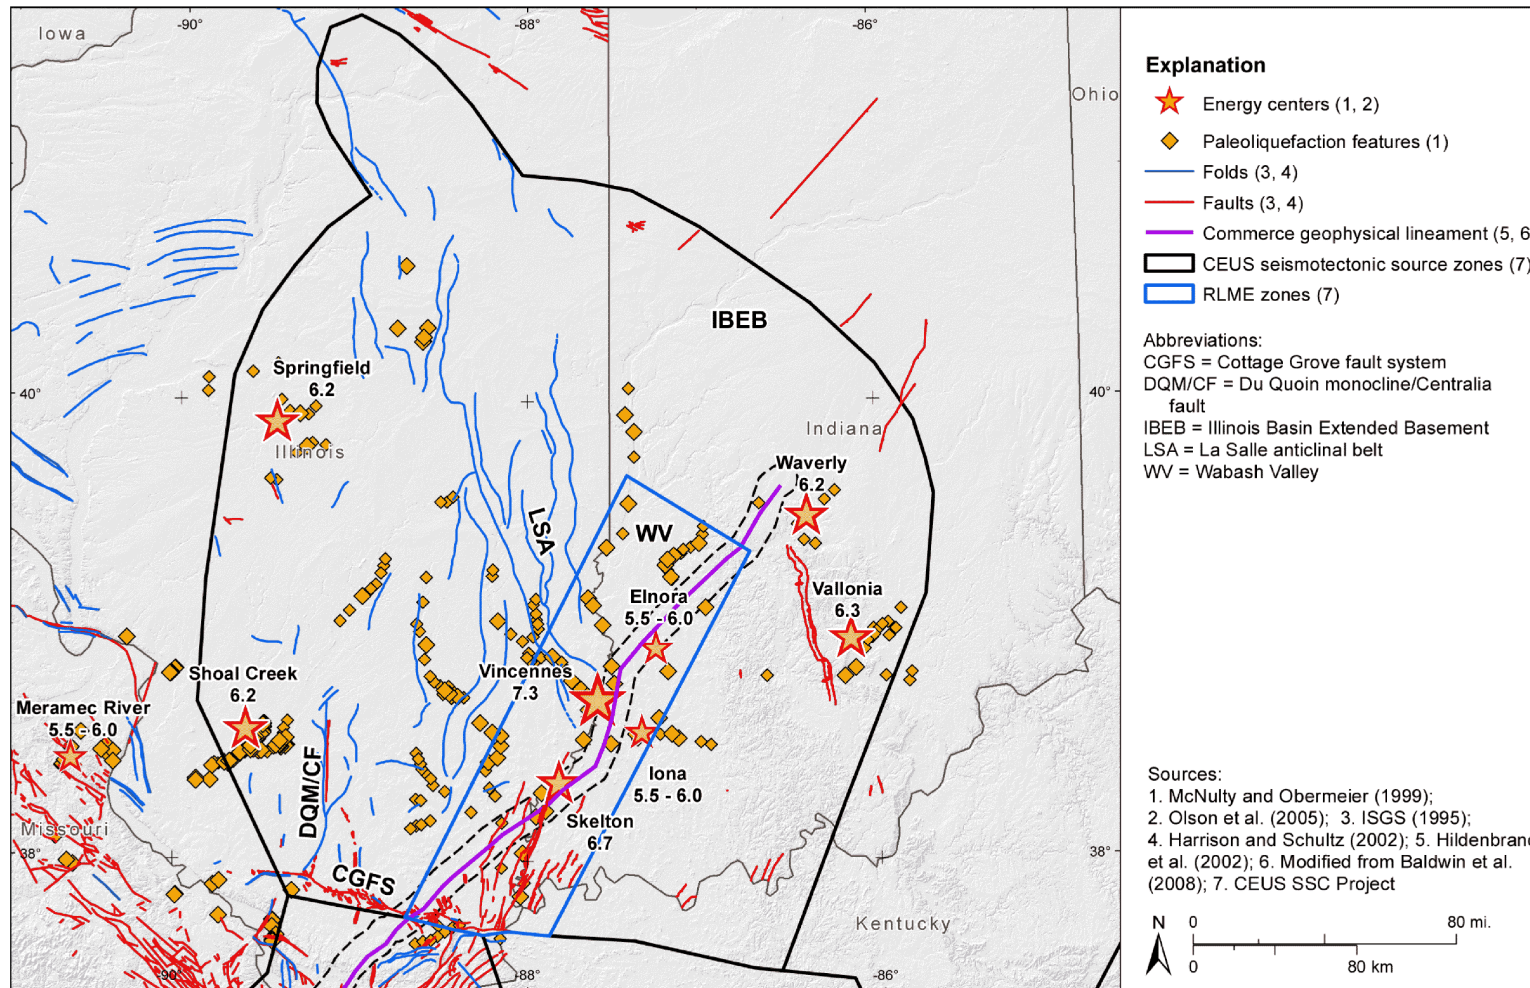 -90°
-88°
-86°
Iowa
Ohio
IBEB
Springfield
6.2
40°
40°
Illinois
Indiana
Waverly
6.2
LSA
WV
Elnora
5.5 - 6.0
Vallonia
6.3
Vincennes
7.3
Shoal Creek
6.2
Meramec River
5.5 - 6.0
Iona
5.5 - 6.0
DQM/CF
Skelton
6.7
Missouri
38°
38°
CGFS
Kentucky
-90°
-88°
-86°
Explanation
Energy centers (1, 2)
Paleoliquefaction features (1)
Folds (3, 4)
Faults (3, 4)
Commerce geophysical lineament (5, 6
CEUS seismotectonic source zones (7)
RLME zones (7)
Abbreviations:
CGFS = Cottage Grove fault system
DQM/CF = Du Quoin monocline/Centralia
fault
IBEB = Illinois Basin Extended Basement
LSA = La Salle anticlinal belt
WV = Wabash Valley
Sources:
1. McNulty and Obermeier (1999);
2. Olson et al. (2005); 3. ISGS (1995);
4. Harrison and Schultz (2002); 5. Hildenbrand
et al. (2002); 6. Modified from Baldwin et al.
(2008); 7. CEUS SSC Project
N
0 80 mi.
0 80 km